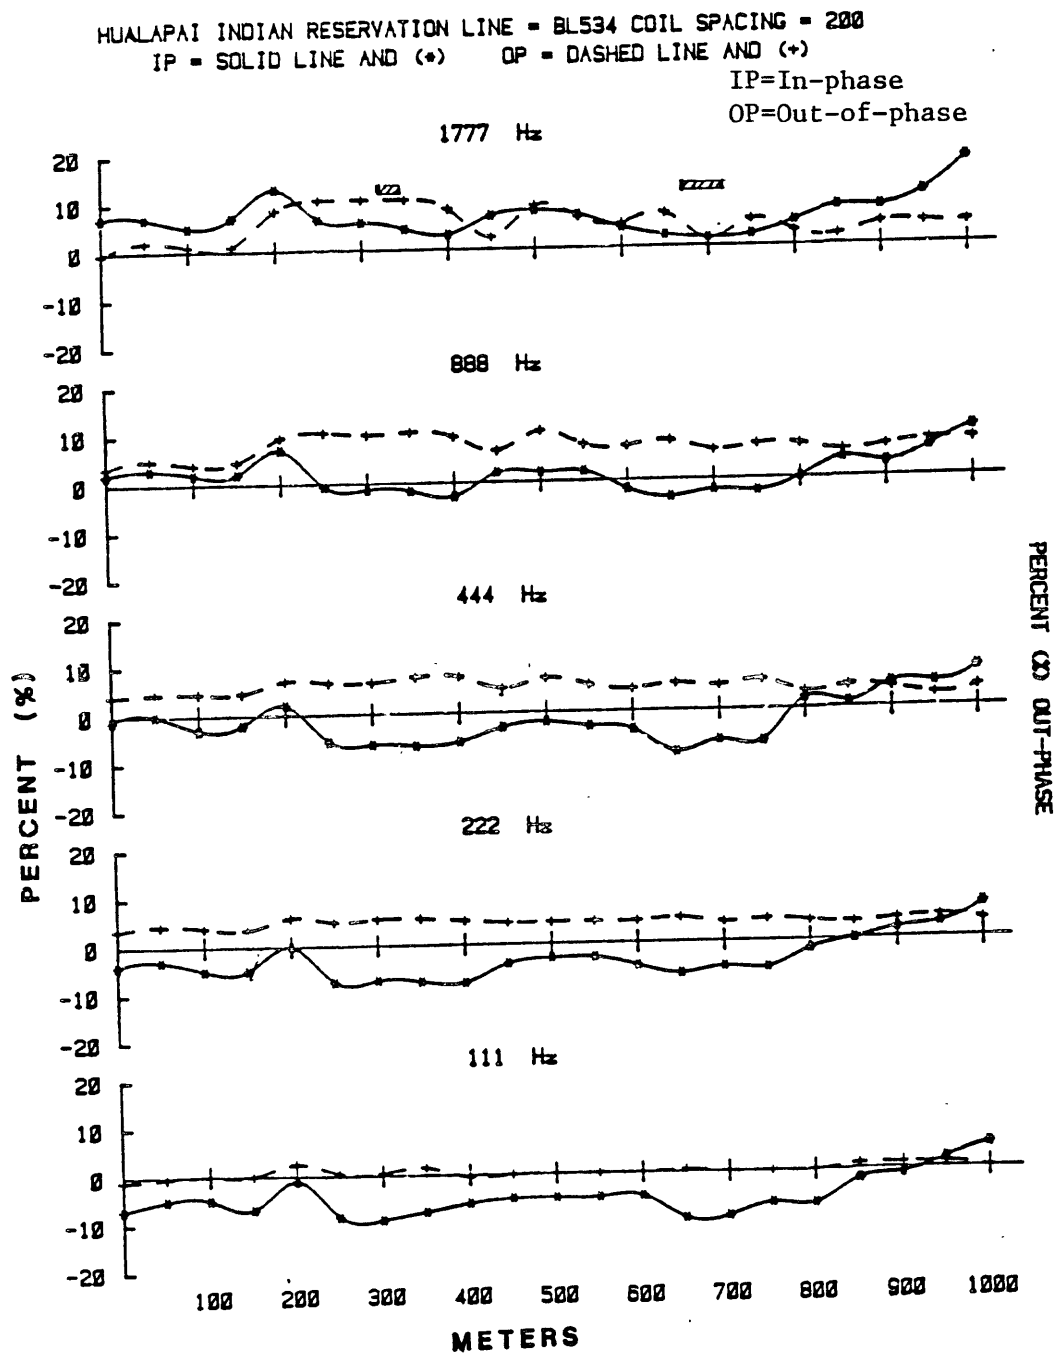 HUALAPAI INDIAN RESERVATION LINE = BL534 COIL SPACING = 200
IP = SOLID LINE AND (*) OP = DASHED LINE AND (+)
IP=In-phase
OP=Out-of-phase
1777 Hz
20
10
0
-10
-20
888 Hz
20
10
0
-10
-20
444 Hz
20
10
0
-10
-20
222 Hz
20
10
0
-10
-20
111 Hz
20
10
0
-10
-20
100 200 300 400 500 600 700 800 900 1000
METERS
PERCENT (%)
PERCENT (%) OUT-PHASE